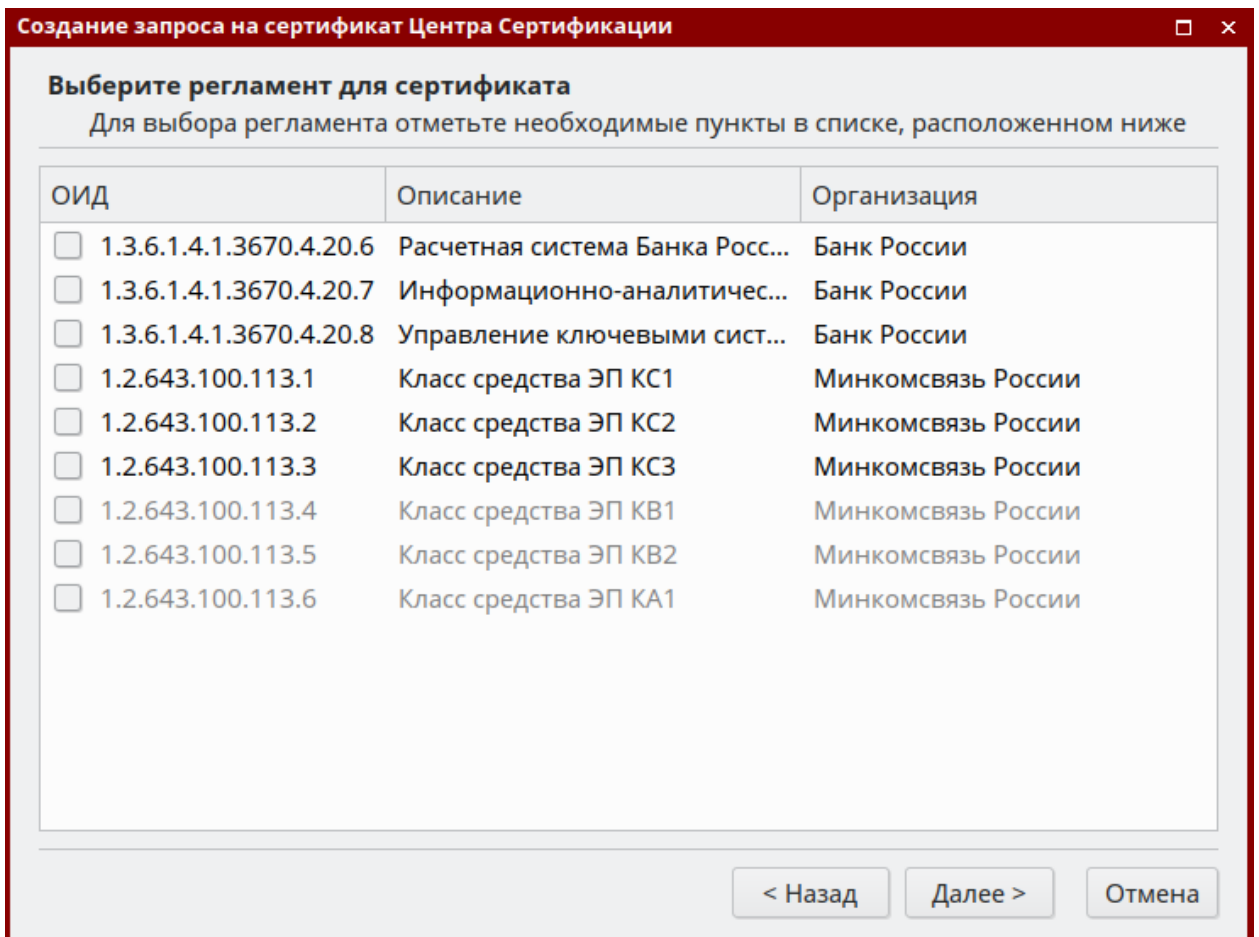 Создание запроса на сертификат Центра Сертификации
Выберите регламент для сертификата
Для выбора регламента отметьте необходимые пункты в списке, расположенном ниже
ОИД Описание Организация
1.3.6.1.4.1.3670.4.20.6 Расчетная система Банка Росс... Банк России
1.3.6.1.4.1.3670.4.20.7 Информационно-аналитичес... Банк России
1.3.6.1.4.1.3670.4.20.8 Управление ключевыми сист... Банк России
1.2.643.100.113.1 Класс средства ЭП КС1 Минкомсвязь России
1.2.643.100.113.2 Класс средства ЭП КС2 Минкомсвязь России
1.2.643.100.113.3 Класс средства ЭП КС3 Минкомсвязь России
1.2.643.100.113.4 Класс средства ЭП КВ1 Минкомсвязь России
1.2.643.100.113.5 Класс средства ЭП КВ2 Минкомсвязь России
1.2.643.100.113.6 Класс средства ЭП КА1 Минкомсвязь России
< Назад Далее > Отмена